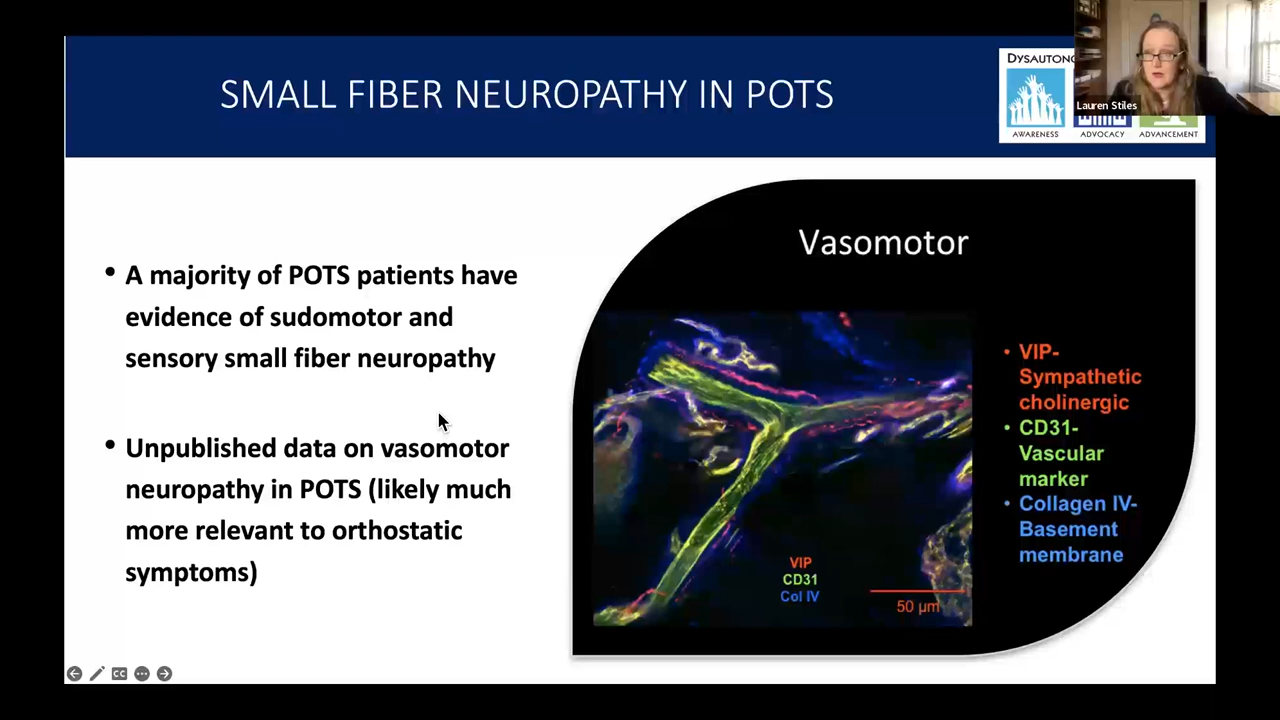 SMALL FIBER NEUROPATHY IN POTS
DYSAUTONO
AWARENESS
ADVOCACY
ADVANCEMENT
Lauren Stiles
• A majority of POTS patients have
evidence of sudomotor and
sensory small fiber neuropathy
• Unpublished data on vasomotor
neuropathy in POTS (likely much
more relevant to orthostatic
symptoms)
Vasomotor
• VIP-
Sympathetic
cholinergic
• CD31-
Vascular
marker
• Collagen IV-
Basement
membrane
VIP
CD31
Col IV
50 µm
CC